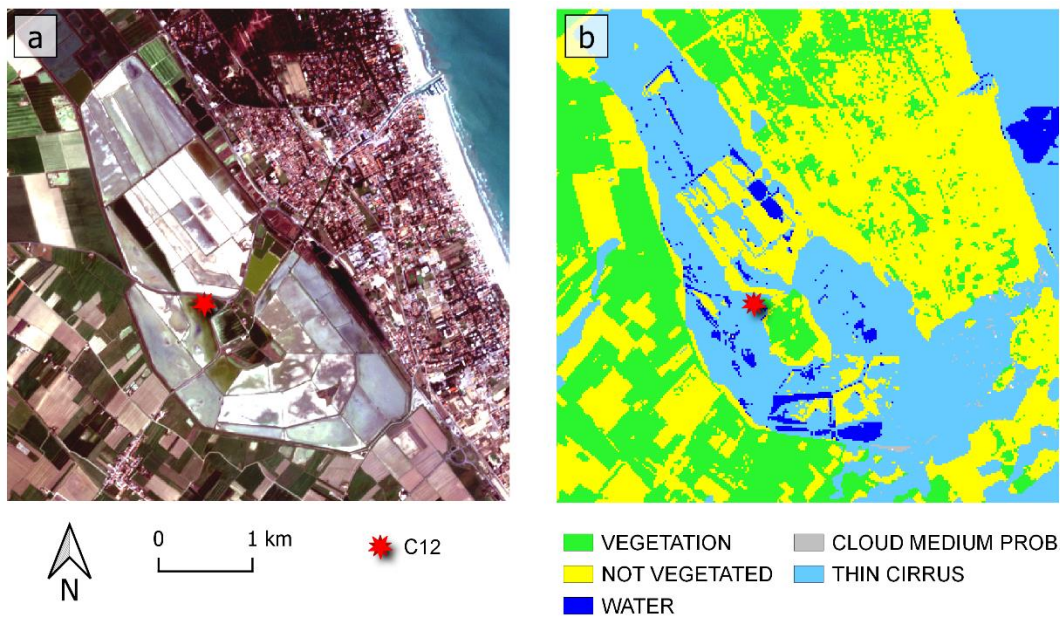 a
b
0 1 km
C12
N
VEGETATION
NOT VEGETATED
WATER
CLOUD MEDIUM PROB
THIN CIRRUS